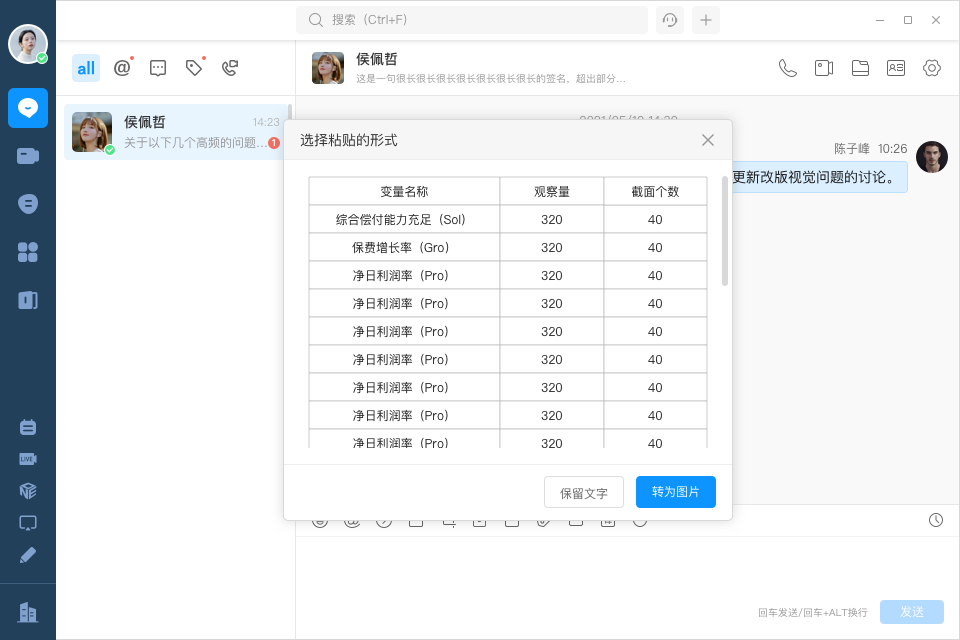 搜索（Ctrl+F）
all
@
侯佩哲
这是一句很长很长很长很长很长很长很长的签名，超出部分...
侯佩哲
14:23
关于以下几个高频的问题...
1
陈子峰 10:26
更新改版视觉问题的讨论。
选择粘贴的形式
变量名称 观察量 截面个数
综合偿付能力充足（Sol） 320 40
保费增长率（Gro） 320 40
净日利润率（Pro） 320 40
净日利润率（Pro） 320 40
净日利润率（Pro） 320 40
净日利润率（Pro） 320 40
净日利润率（Pro） 320 40
净日利润率（Pro） 320 40
净日利润率（Pro） 320 40
保留文字
转为图片
LIVE
回车发送/回车+ALT换行
发送